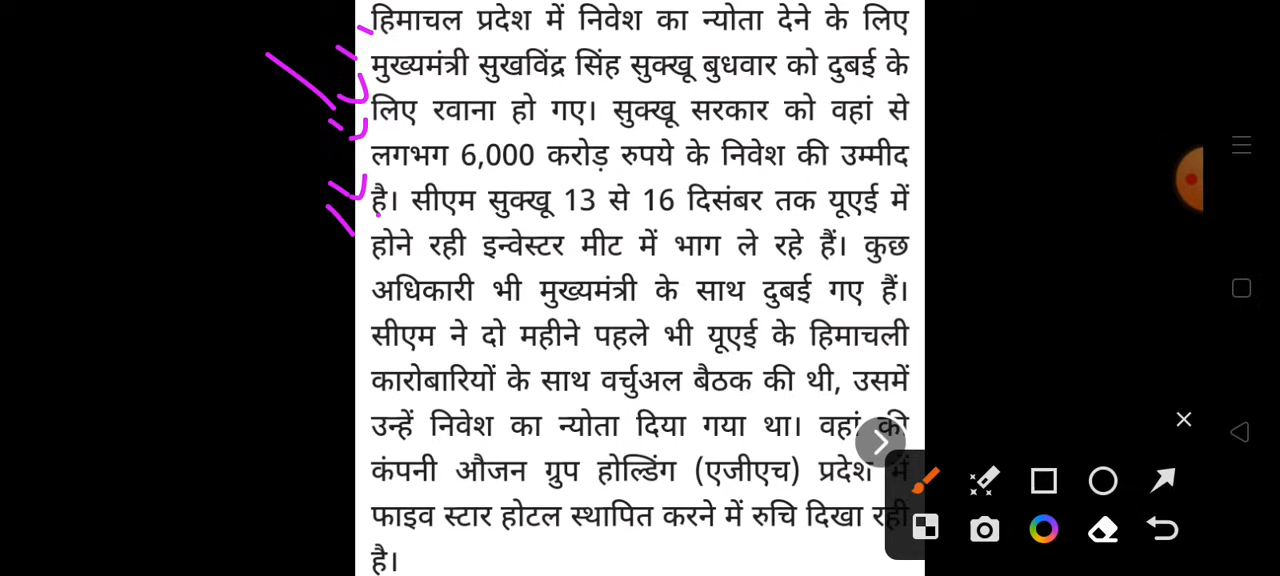 हिमाचल प्रदेश में निवेश का न्योता देने के लिए
मुख्यमंत्री सुखविंद्र सिंह सुक्खू बुधवार को दुबई के
लिए रवाना हो गए। सुक्खू सरकार को वहां से
लगभग 6,000 करोड़ रुपये के निवेश की उम्मीद
है। सीएम सुक्खू 13 से 16 दिसंबर तक यूएई में
होने रही इन्वेस्टर मीट में भाग ले रहे हैं। कुछ
अधिकारी भी मुख्यमंत्री के साथ दुबई गए हैं।
सीएम ने दो महीने पहले भी यूएई के हिमाचली
कारोबारियों के साथ वर्चुअल बैठक की थी, उसमें
उन्हें निवेश का न्योता दिया गया था। वहां की
कंपनी औजन ग्रुप होल्डिंग (एजीएच) प्रदेश में
फाइव स्टार होटल स्थापित करने में रुचि दिखा रही
है।